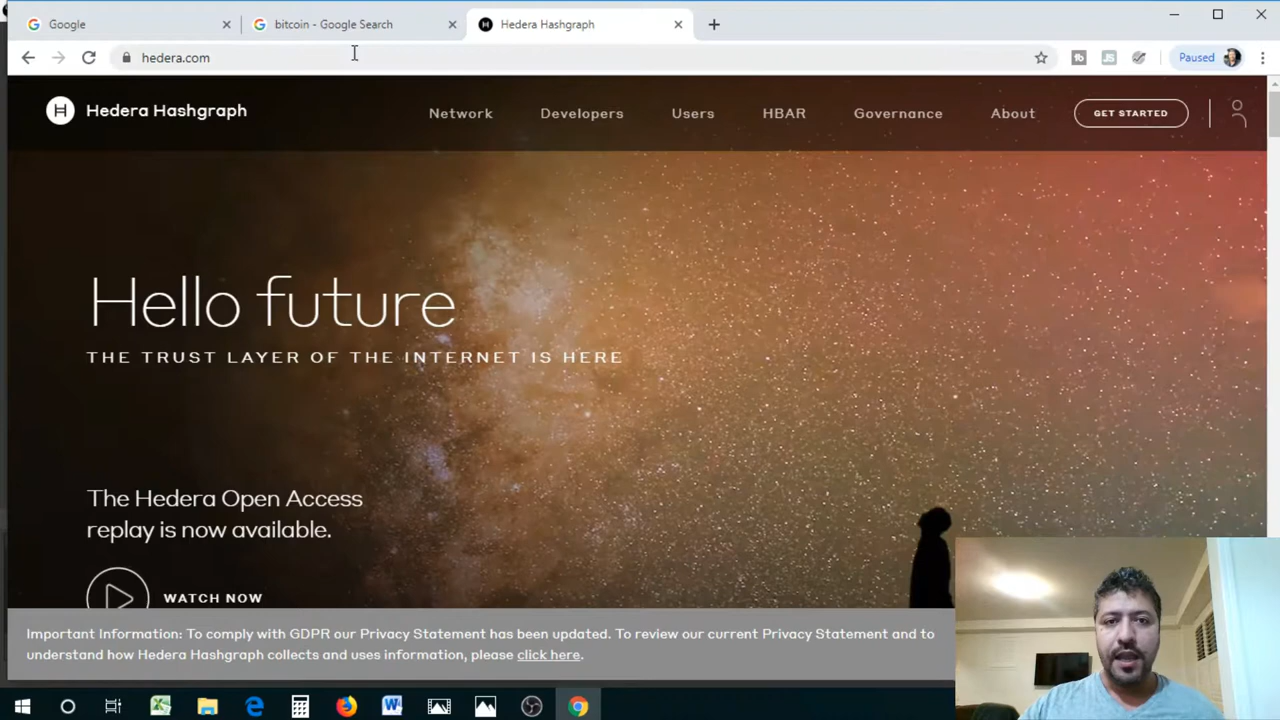 Google
bitcoin - Google Search
Hedera Hashgraph
hedera.com
Paused
Hedera Hashgraph
Network
Developers
Users
HBAR
Governance
About
GET STARTED
Hello future
THE TRUST LAYER OF THE INTERNET IS HERE
The Hedera Open Access
replay is now available.
WATCH NOW
Important Information: To comply with GDPR our Privacy Statement has been updated. To review our current Privacy Statement and to
understand how Hedera Hashgraph collects and uses information, please click here.